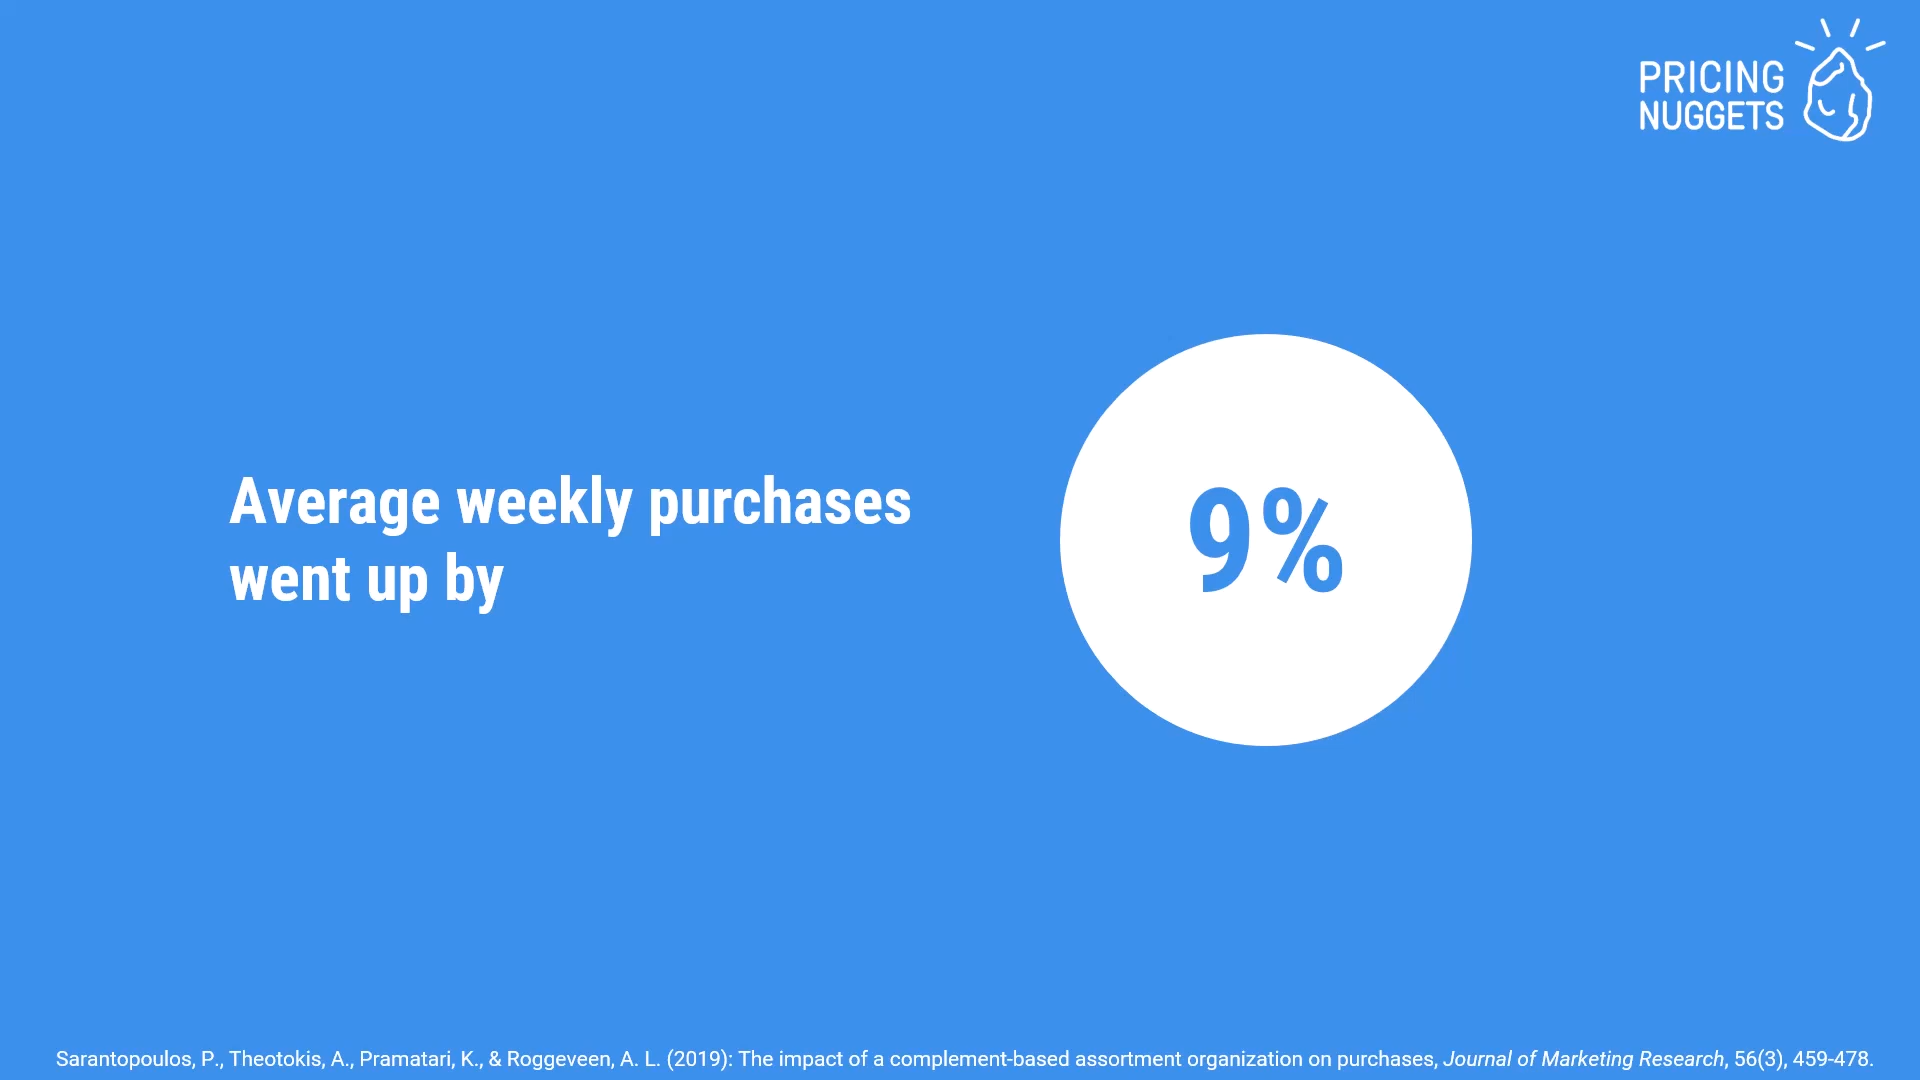 PRICING
NUGGETS
Average weekly purchases
went up by
9%
Sarantopoulos, P., Theotokis, A., Pramatari, K., & Roggeveen, A. L. (2019): The impact of a complement-based assortment organization on purchases, Journal of Marketing Research, 56(3), 459-478.